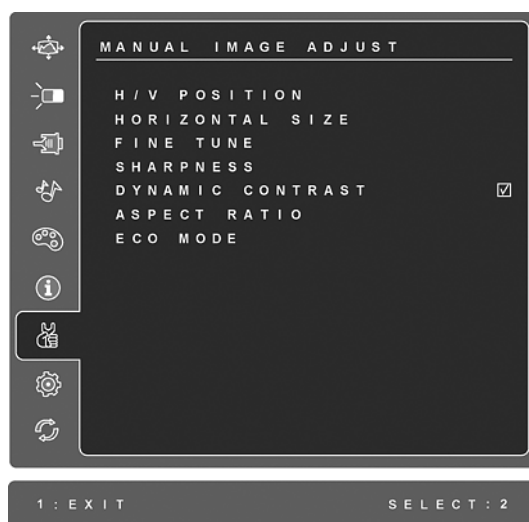 MANUAL IMAGE ADJUST
H/V POSITION
HORIZONTAL SIZE
FINE TUNE
SHARPNESS
DYNAMIC CONTRAST
ASPECT RATIO
ECO MODE
1:EXIT SELECT:2